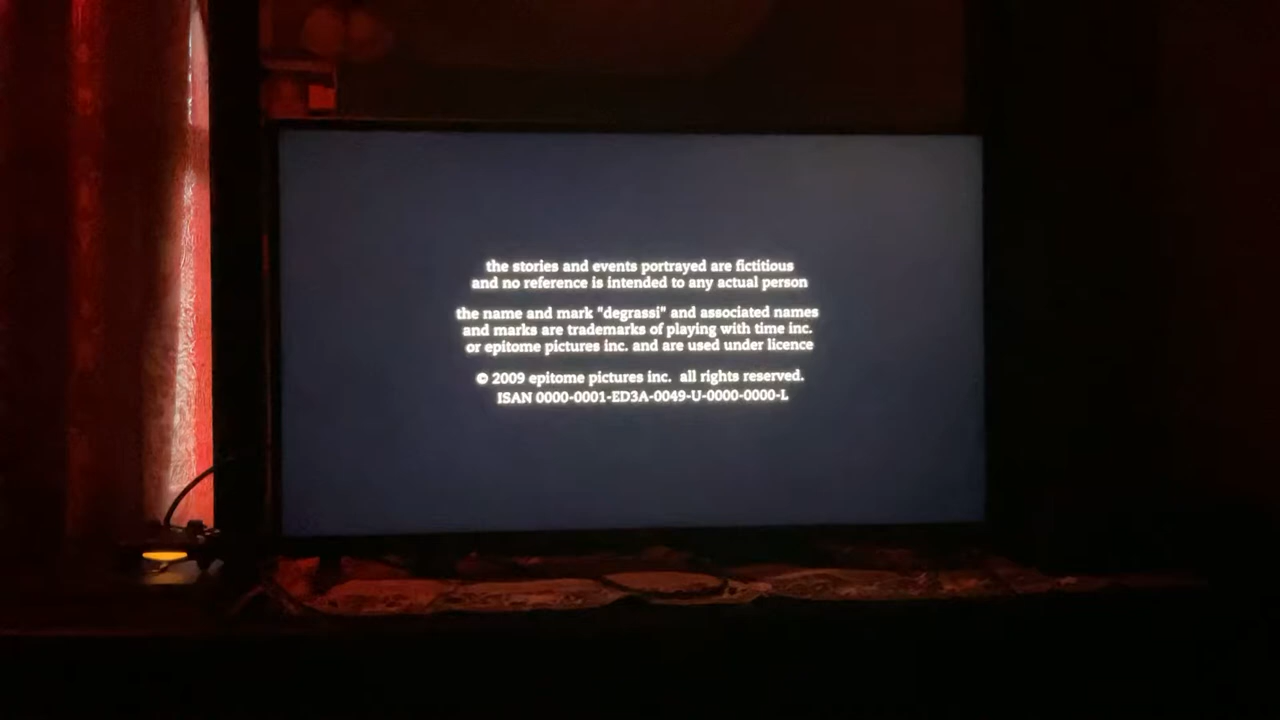 the stories and events portrayed are fictitious
and no reference is intended to any actual person
the name and mark "degrassi" and associated names
and marks are trademarks of playing with time inc.
or epitome pictures inc. and are used under licence
© 2009 epitome pictures inc. all rights reserved.
ISAN 0000-0001-ED3A-0049-U-0000-0000-L